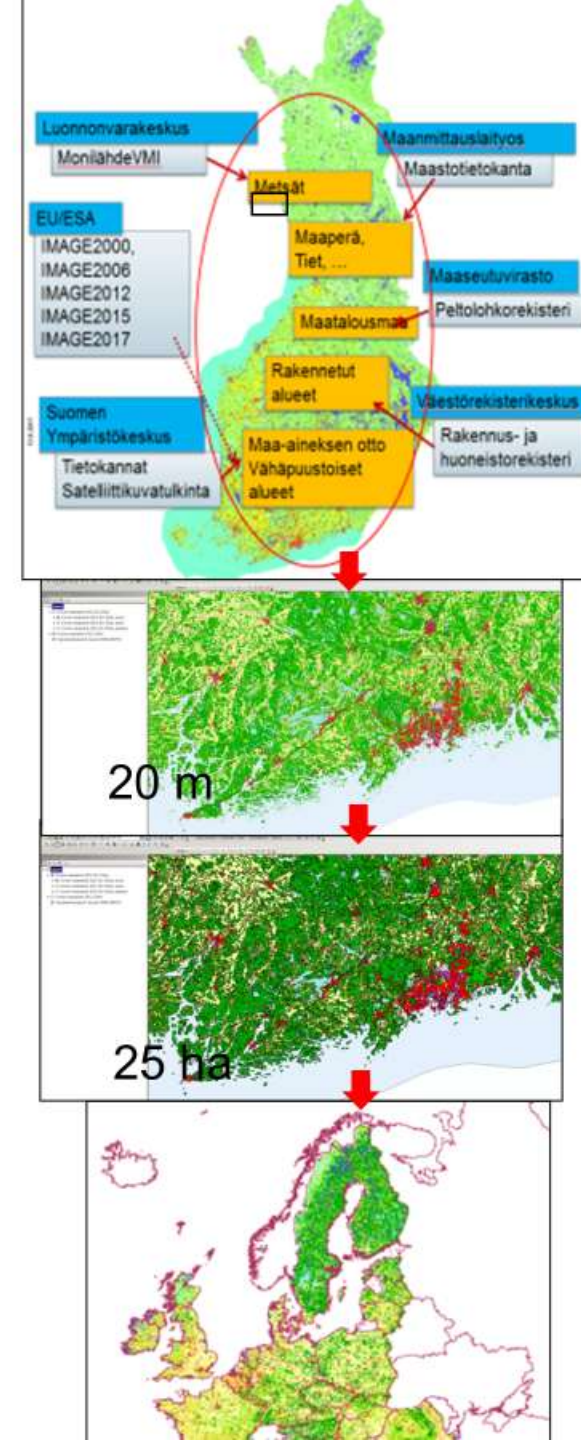 Luonnonvarakeskus
MonilähdeVMI
Maanmittauslaityos
Maastotietokanta
Metsät
EU/ESA
IMAGE2000,
IMAGE2006
IMAGE2012
IMAGE2015
IMAGE2017
Maaperä,
Tiet, ...
Maaseutuvirasto
Peltolohkorekisteri
Maatalousmaa
Rakennetut
alueet
Väestörekisterikeskus
Rakennus- ja
huoneistorekisteri
Suomen
Ympäristökeskus
Tietokannat
Satelliittikuvatulkinta
Maa-aineksen otto
Vähäpuustoiset
alueet
20 m
25 ha